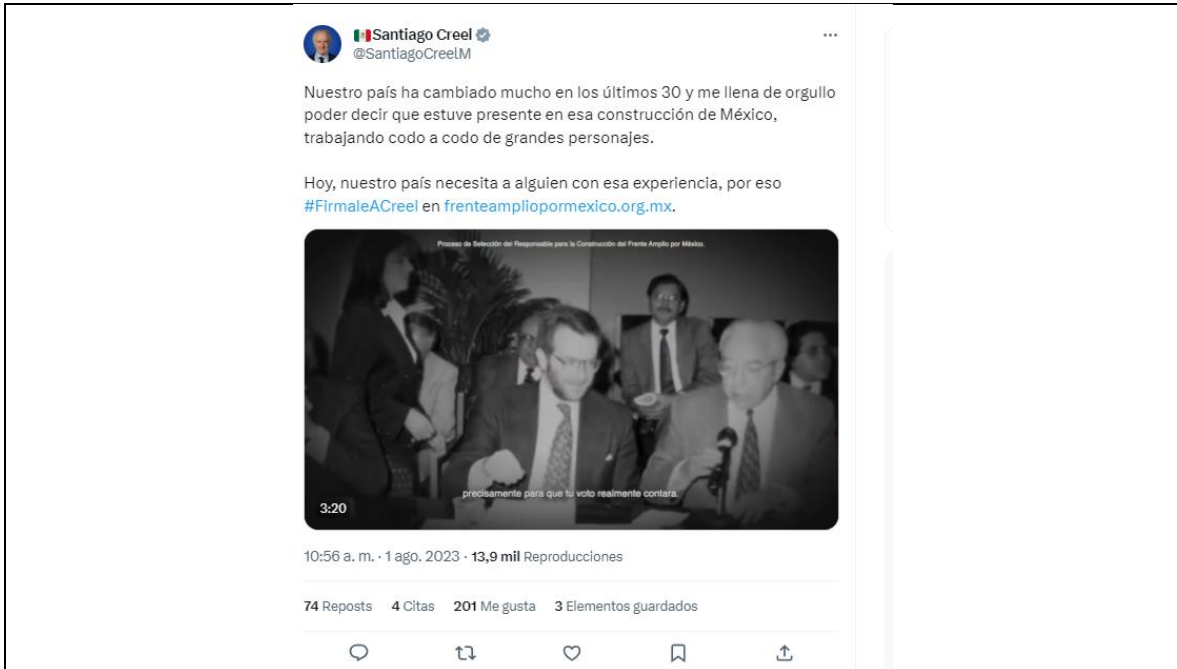 Santiago Creel
@SantiagoCreelM
Nuestro país ha cambiado mucho en los últimos 30 y me llena de orgullo
poder decir que estuve presente en esa construcción de México,
trabajando codo a codo de grandes personajes.
Hoy, nuestro país necesita a alguien con esa experiencia, por eso
#FirmaleACreel en frenteampliopormexico.org.mx.
Proceso de Selección del Responsable para la Construcción del Frente Amplio por México.
precisamente para que tu voto realmente contara.
3:20
10:56 a. m. · 1 ago. 2023 · 13,9 mil Reproducciones
74 Reposts 4 Citas 201 Me gusta 3 Elementos guardados